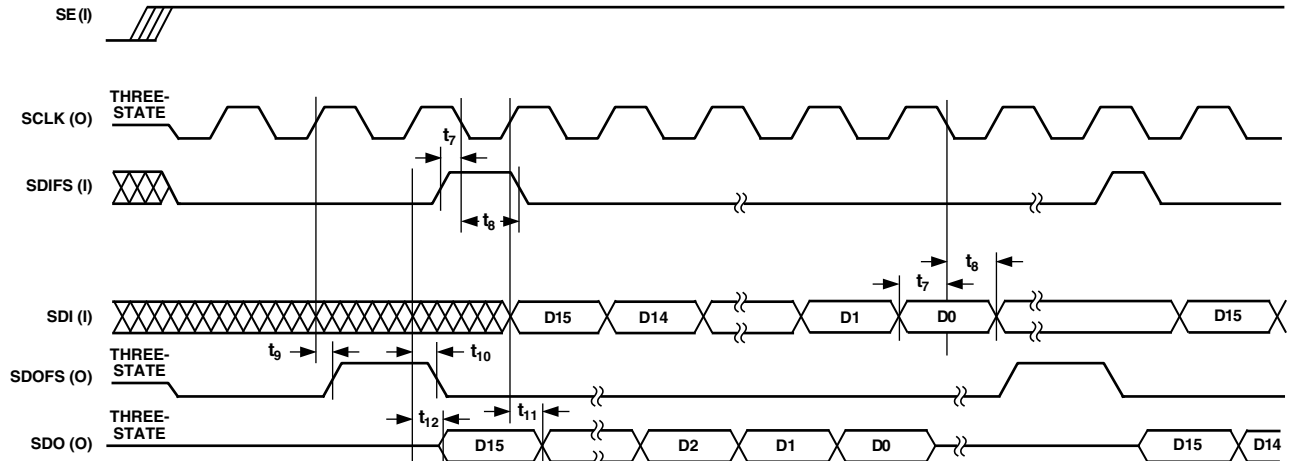 SE (I)
THREE-
STATE
SCLK (O)
t7
SDIFS (I)
t8
t8
t7
SDI (I)
D15
D14
D1
D0
D15
t9
t10
THREE-
STATE
SDOFS (O)
t12
t11
THREE-
STATE
SDO (O)
D15
D2
D1
D0
D15
D14